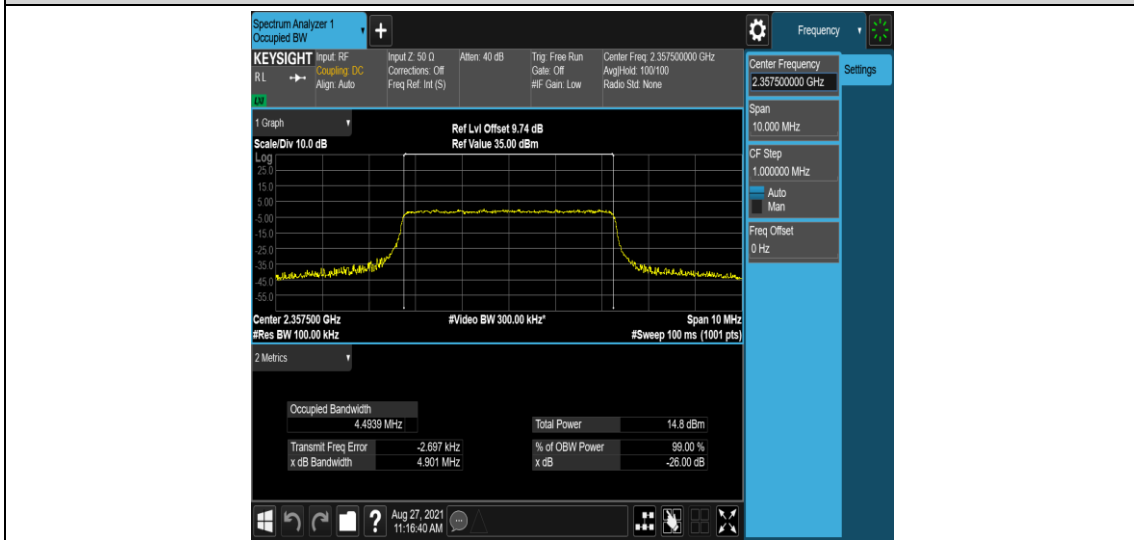 Spectrum Analyzer 1
Occupied BW
+
Frequency
KEYSIGHT
RL
LXI
Input: RF
Coupling: DC
Align: Auto
Input Z: 50 Ω
Corrections: Off
Freq Ref: Int (S)
Atten: 40 dB
Trig: Free Run
Gate: Off
#IF Gain: Low
Center Freq: 2.357500000 GHz
Avg|Hold: 100/100
Radio Std: None
Center Frequency
2.357500000 GHz
Settings
Span
10.000 MHz
CF Step
1.000000 MHz
Auto
Man
Freq Offset
0 Hz
1 Graph
Scale/Div 10.0 dB
Ref Lvl Offset 9.74 dB
Ref Value 35.00 dBm
Log
25.0
15.0
5.00
-5.00
-15.0
-25.0
-35.0
-45.0
-55.0
Center 2.357500 GHz
#Video BW 300.00 kHz*
Span 10 MHz
#Res BW 100.00 kHz
#Sweep 100 ms (1001 pts)
2 Metrics
Occupied Bandwidth
4.4939 MHz
Total Power 14.8 dBm
Transmit Freq Error -2.697 kHz
% of OBW Power 99.00 %
x dB Bandwidth 4.901 MHz
x dB -26.00 dB
?
Aug 27, 2021
11:16:40 AM